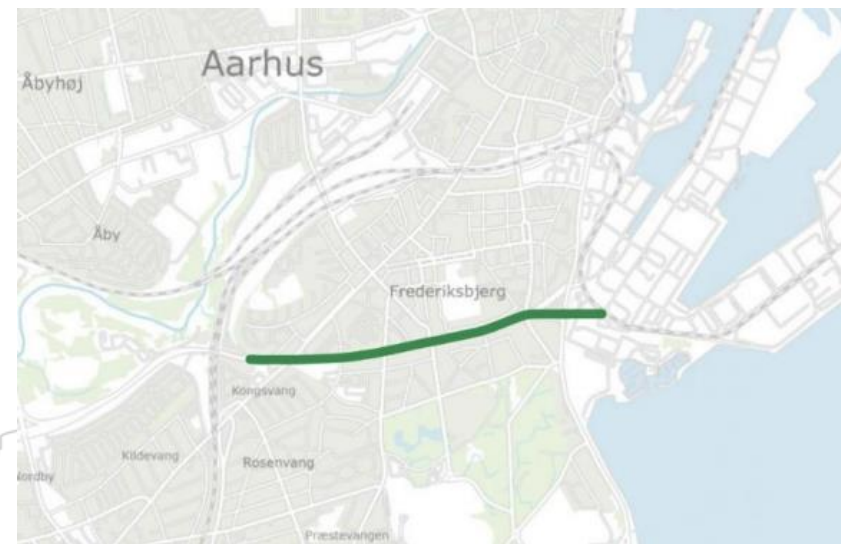 Aarhus
Åbyhøj
Åby
Frederiksbjerg
Kongsvang
Kildevang
Rosenvang
Nordby
Præstevangen